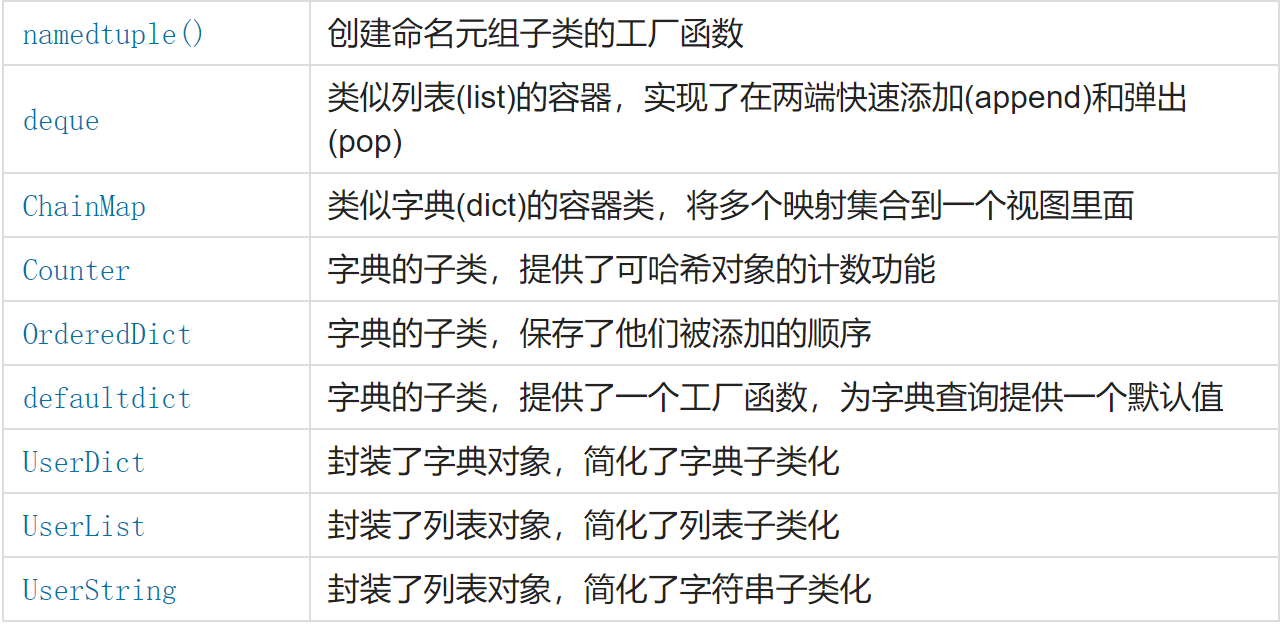 namedtuple() 创建命名元组子类的工厂函数
deque 类似列表(list)的容器，实现了在两端快速添加(append)和弹出
(pop)
ChainMap 类似字典(dict)的容器类，将多个映射集合到一个视图里面
Counter 字典的子类，提供了可哈希对象的计数功能
OrderedDict 字典的子类，保存了他们被添加的顺序
defaultdict 字典的子类，提供了一个工厂函数，为字典查询提供一个默认值
UserDict 封装了字典对象，简化了字典子类化
UserList 封装了列表对象，简化了列表子类化
UserString 封装了列表对象，简化了字符串子类化